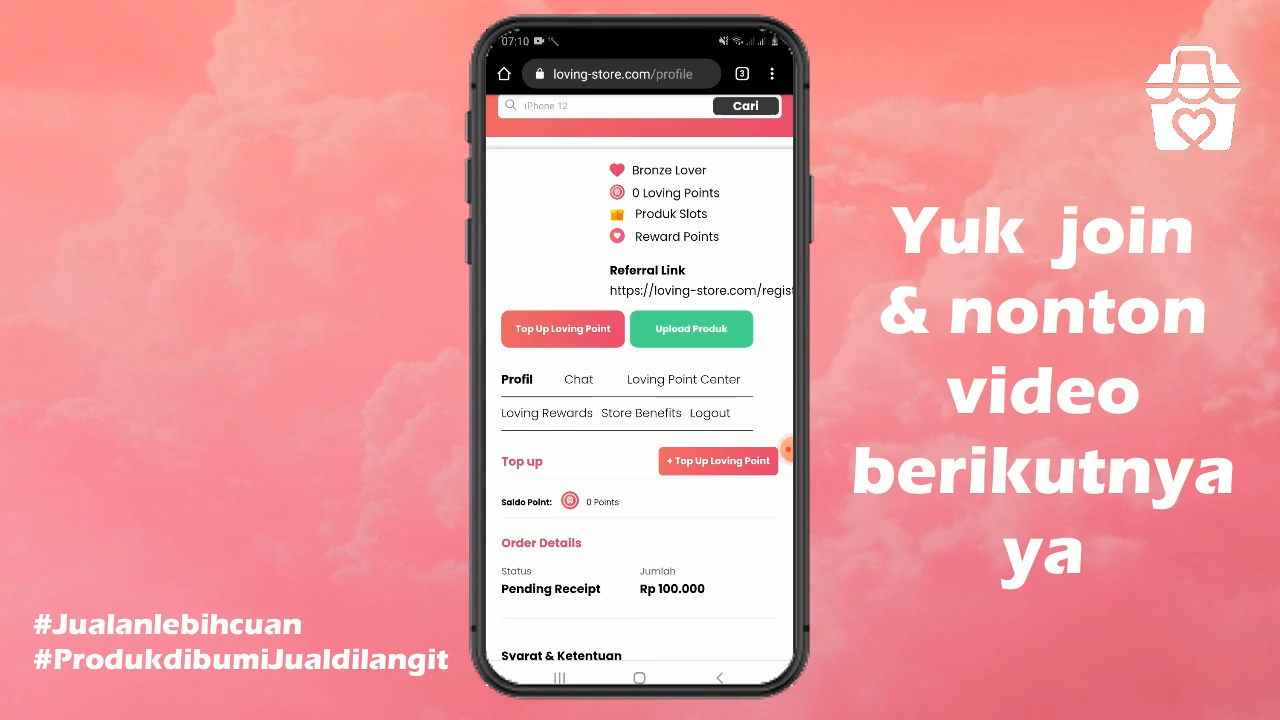 07:10
loving-store.com/profile
3
iPhone 12
Cari
Bronze Lover
0 Loving Points
Produk Slots
Reward Points
Referral Link
https://loving-store.com/regist
Top Up Loving Point
Upload Produk
Profil
Chat
Loving Point Center
Loving Rewards
Store Benefits
Logout
Top up
+ Top Up Loving Point
Saldo Point:
0 Points
Order Details
Status
Jumlah
Pending Receipt
Rp 100.000
Syarat & Ketentuan
Yuk join
& nonton
video
berikutnya
ya
#Jualanlebihcuan
#ProdukdibumiJualdilangit